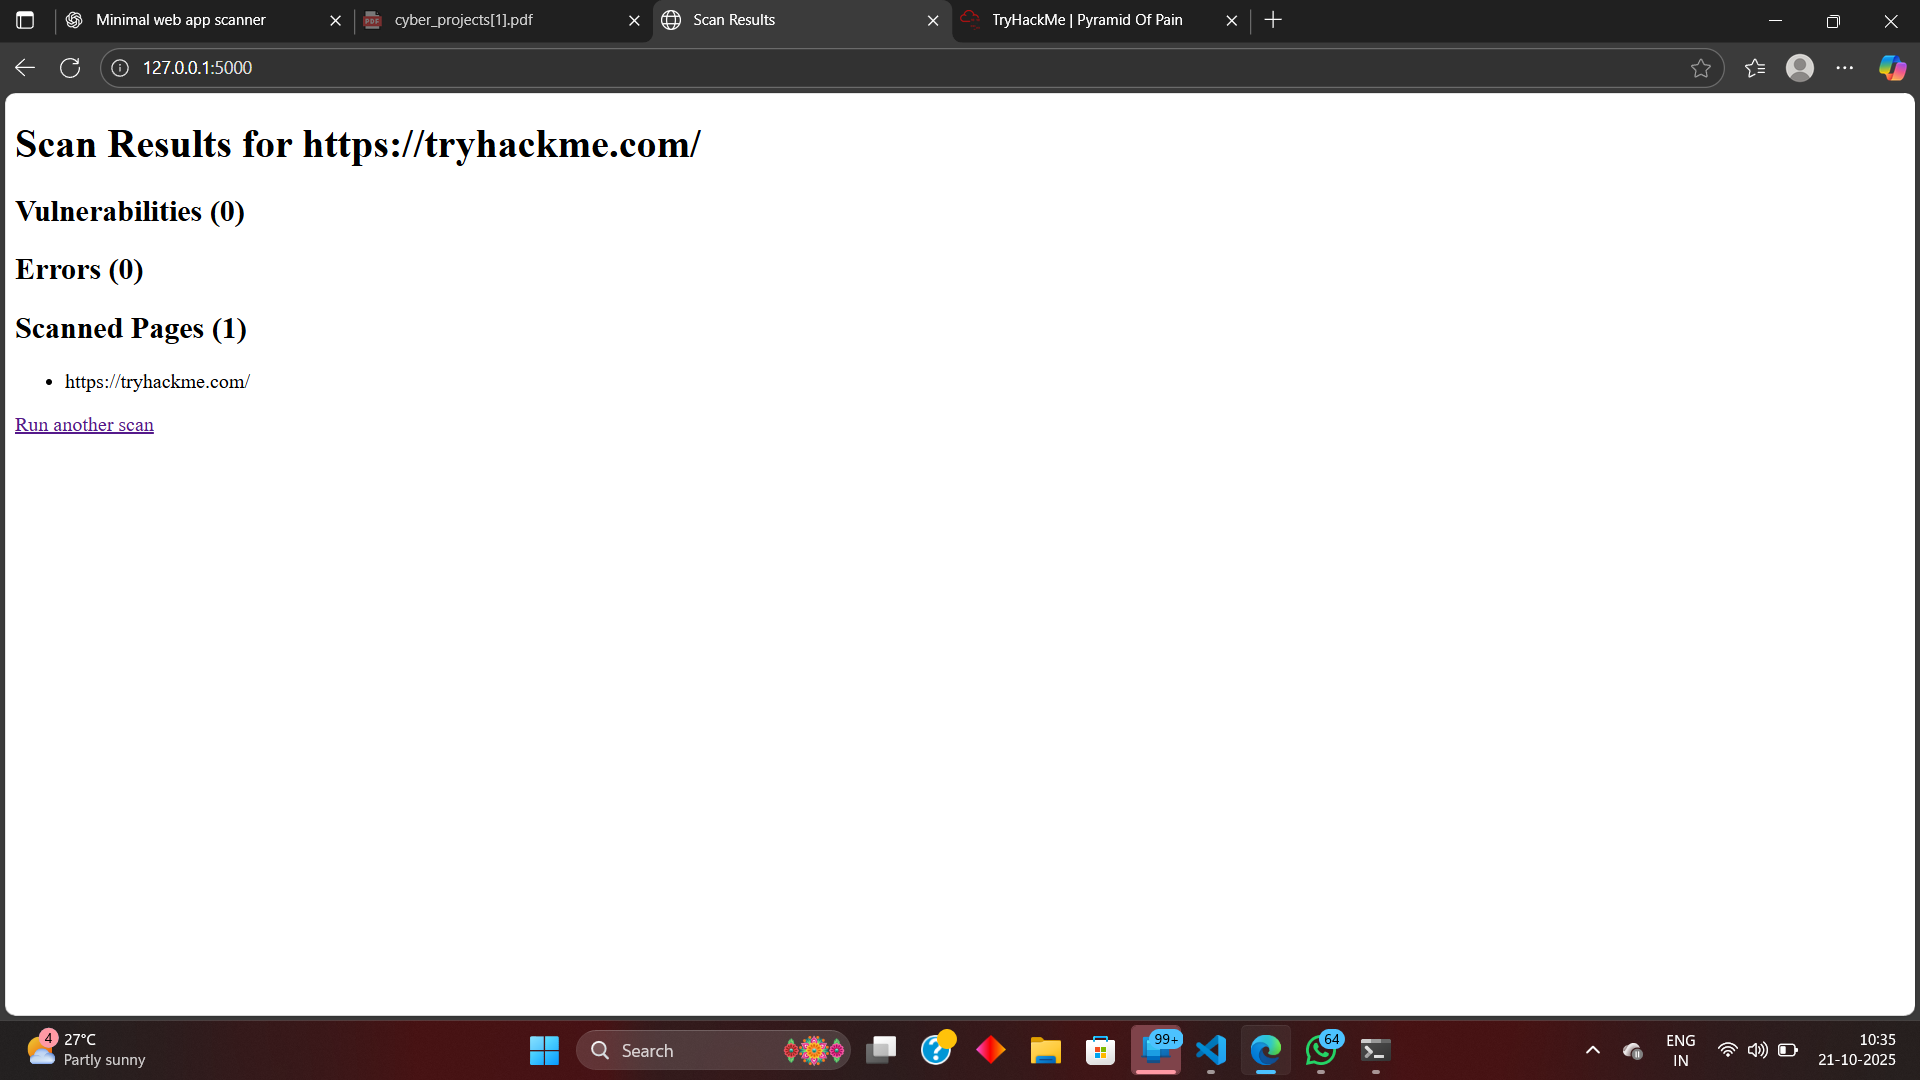 Minimal web app scanner
cyber_projects[1].pdf
Scan Results
TryHackMe | Pyramid Of Pain
127.0.0.1:5000
Scan Results for https://tryhackme.com/
Vulnerabilities (0)
Errors (0)
Scanned Pages (1)
• https://tryhackme.com/
Run another scan
4
27°C
Partly sunny
Search
99+
64
ENG
IN
10:35
21-10-2025